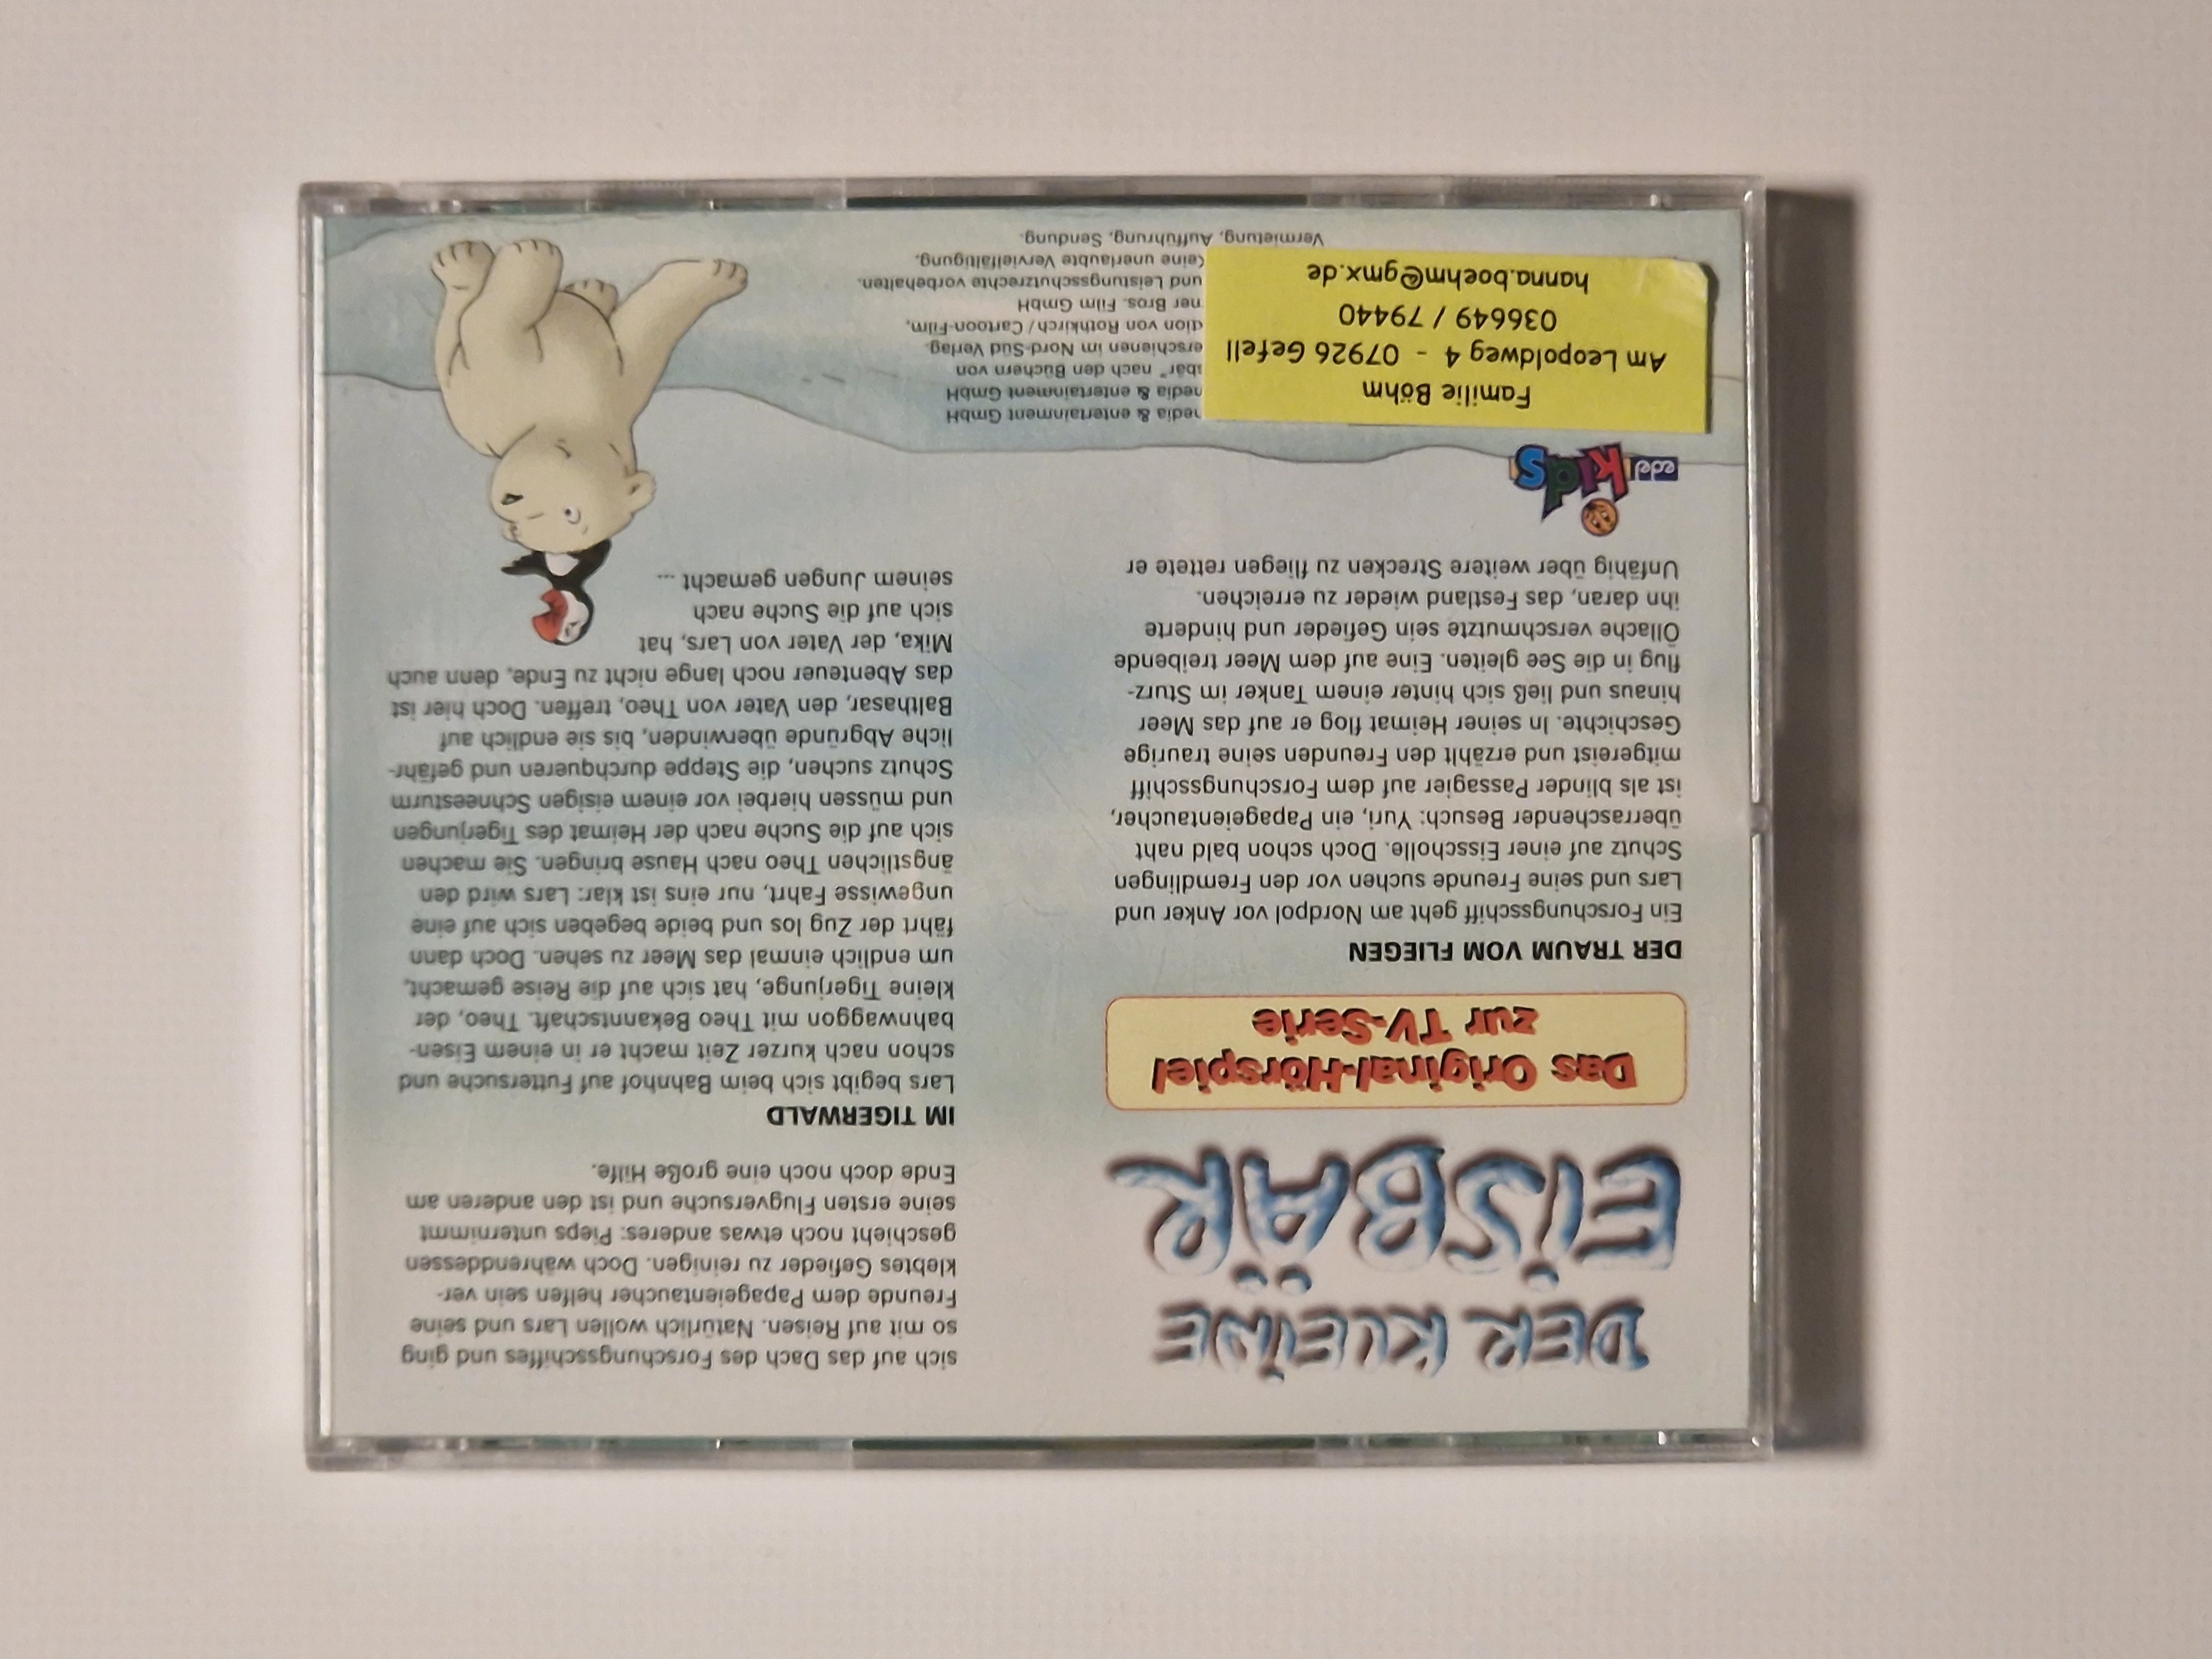 DER KLEINE
EISBÄR
Das Original-Hörspiel
zur TV-Serie
DER TRAUM VOM FLIEGEN
Ein Forschungsschiff geht am Nordpol vor Anker und
Lars und seine Freunde suchen vor den Fremdlingen
Schutz auf einer Eisscholle. Doch schon bald naht
überraschender Besuch: Yuri, ein Papageientaucher,
ist als blinder Passagier auf dem Forschungsschiff
mitgereist und erzählt den Freunden seine traurige
Geschichte. In seiner Heimat flog er auf das Meer
hinaus und ließ sich hinter einem Tanker im Sturz-
flug in die See gleiten. Eine auf dem Meer treibende
Öllache verschmutzte sein Gefieder und hinderte
ihn daran, das Festland wieder zu erreichen.
Unfähig über weitere Strecken zu fliegen rettete er
sich auf das Dach des Forschungsschiffes und ging
so mit auf Reisen. Natürlich wollen Lars und seine
Freunde dem Papageientaucher helfen sein ver-
klebtes Gefieder zu reinigen. Doch währenddessen
geschieht noch etwas anderes: Pieps unternimmt
seine ersten Flugversuche und ist den anderen am
Ende doch noch eine große Hilfe.
IM TIGERWALD
Lars begibt sich beim Bahnhof auf Futtersuche und
schon nach kurzer Zeit macht er in einem Eisen-
bahnwaggon mit Theo Bekanntschaft. Theo, der
kleine Tigerjunge, hat sich auf die Reise gemacht,
um endlich einmal das Meer zu sehen. Doch dann
fährt der Zug los und beide begeben sich auf eine
ungewisse Fahrt, nur eins ist klar: Lars wird den
ängstlichen Theo nach Hause bringen. Sie machen
sich auf die Suche nach der Heimat des Tigerjungen
und müssen hierbei vor einem eisigen Schneesturm
Schutz suchen, die Steppe durchqueren und gefähr-
liche Abgründe überwinden, bis sie endlich auf
Balthasar, den Vater von Theo, treffen. Doch hier ist
das Abenteuer noch lange nicht zu Ende, denn auch
Mika, der Vater von Lars, hat
sich auf die Suche nach
seinem Jungen gemacht ...
edel kids
Familie Böhm
Am Leopoldweg 4 - 07926 Gefell
036649 / 79440
hanna.boehm@gmx.de
media & entertainment GmbH
media & entertainment GmbH
sbär" nach den Büchern von
erschienen im Nord-Süd Verlag.
ction von Rothkirch / Cartoon-Film,
ner Bros. Film GmbH
und Leistungsschutzrechte vorbehalten.
Keine unerlaubte Vervielfältigung,
Vermietung, Aufführung, Sendung.